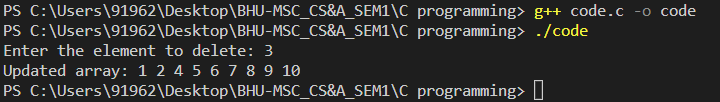 PS C:\Users\91962\Desktop\BHU-MSC_CS&A_SEM1\C programming> g++ code.c -o code
PS C:\Users\91962\Desktop\BHU-MSC_CS&A_SEM1\C programming> ./code
Enter the element to delete: 3
Updated array: 1 2 4 5 6 7 8 9 10
PS C:\Users\91962\Desktop\BHU-MSC_CS&A_SEM1\C programming>